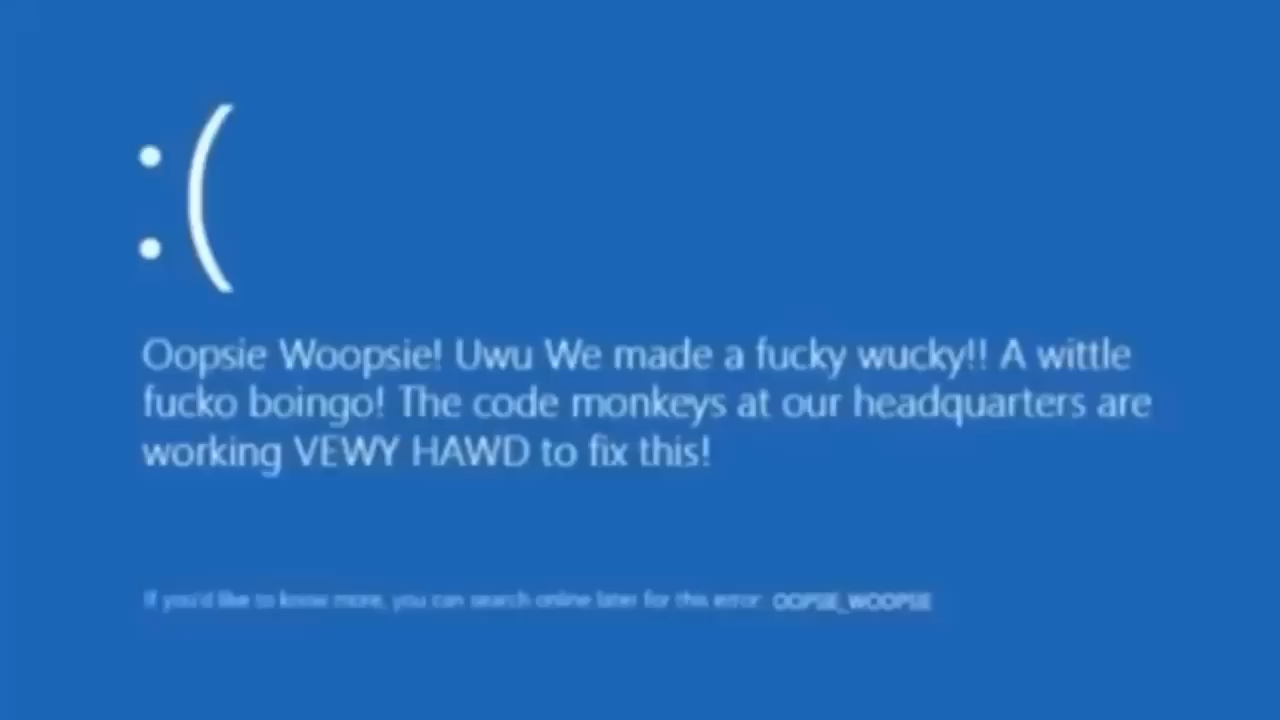 :(
Oopsie Woopsie! Uwu We made a fucky wucky!! A wittle
fucko boingo! The code monkeys at our headquarters are
working VEWY HAWD to fix this!
If you'd like to know more, you can search online later for this error: OOPSIE_WOOPSIE